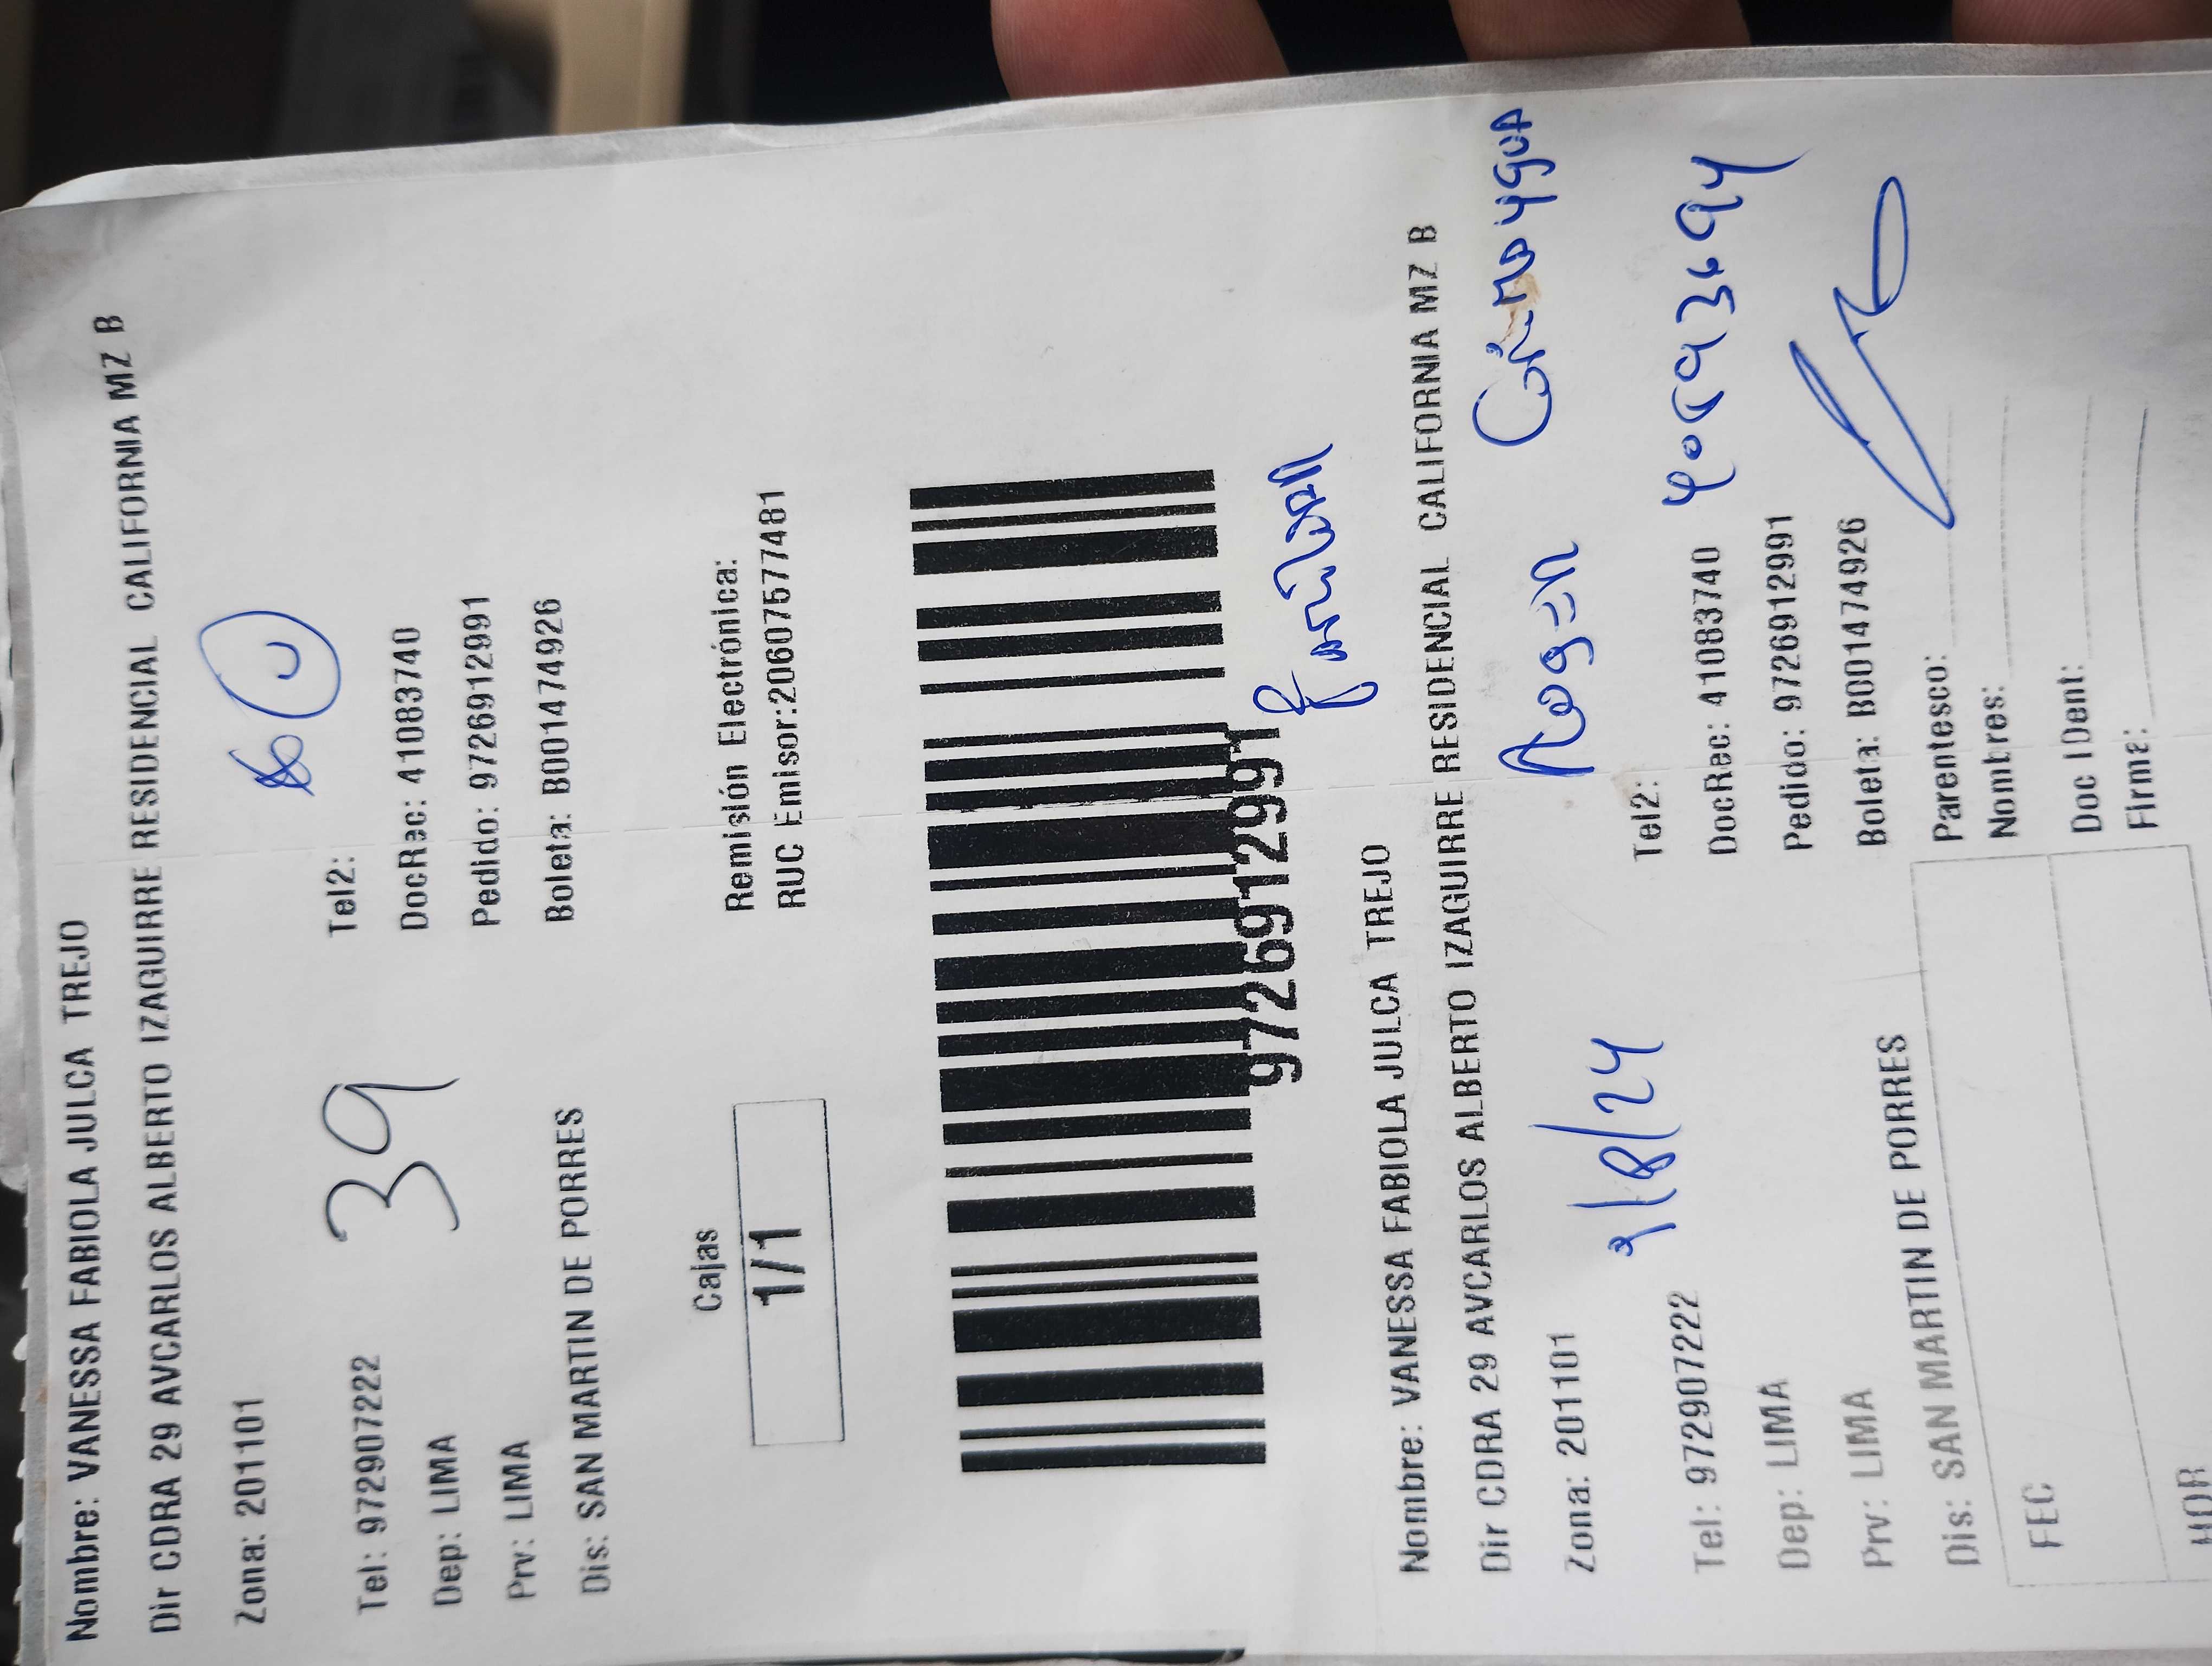 Nombre: VANESSA FABIOLA JULCA TREJO
Dir CDRA 29 AVCARLOS ALBERTO IZAGUIRRE RESIDENCIAL CALIFORNIA MZ B
Zona: 201101
Tel: 972907222
39
Tel2:
Dep: LIMA
DocRec: 41083740
Prv: LIMA
Pedido: 972691291
Dis: SAN MARTIN DE PORRES
Boleta: B001474926
Cajas
1/1
Remisión Electrónica:
RUC Emisor:20607577481
9726912991
Nombre: VANESSA FABIOLA JULCA TREJO
Dir CDRA 29 AVCARLOS ALBERTO IZAGUIRRE RESIDENCIAL CALIFORNIA MZ B
Zona: 201101
Tel: 972907222
Tel2:
Dep: LIMA
DocRec: 41083740
Prv: LIMA
Pedido: 9726912991
Dis: SAN MARTIN DE PORRES
Boleta: B001474926
Parentesco:
Nombres:
FEC
Doc IDent:
Firma:
HOR